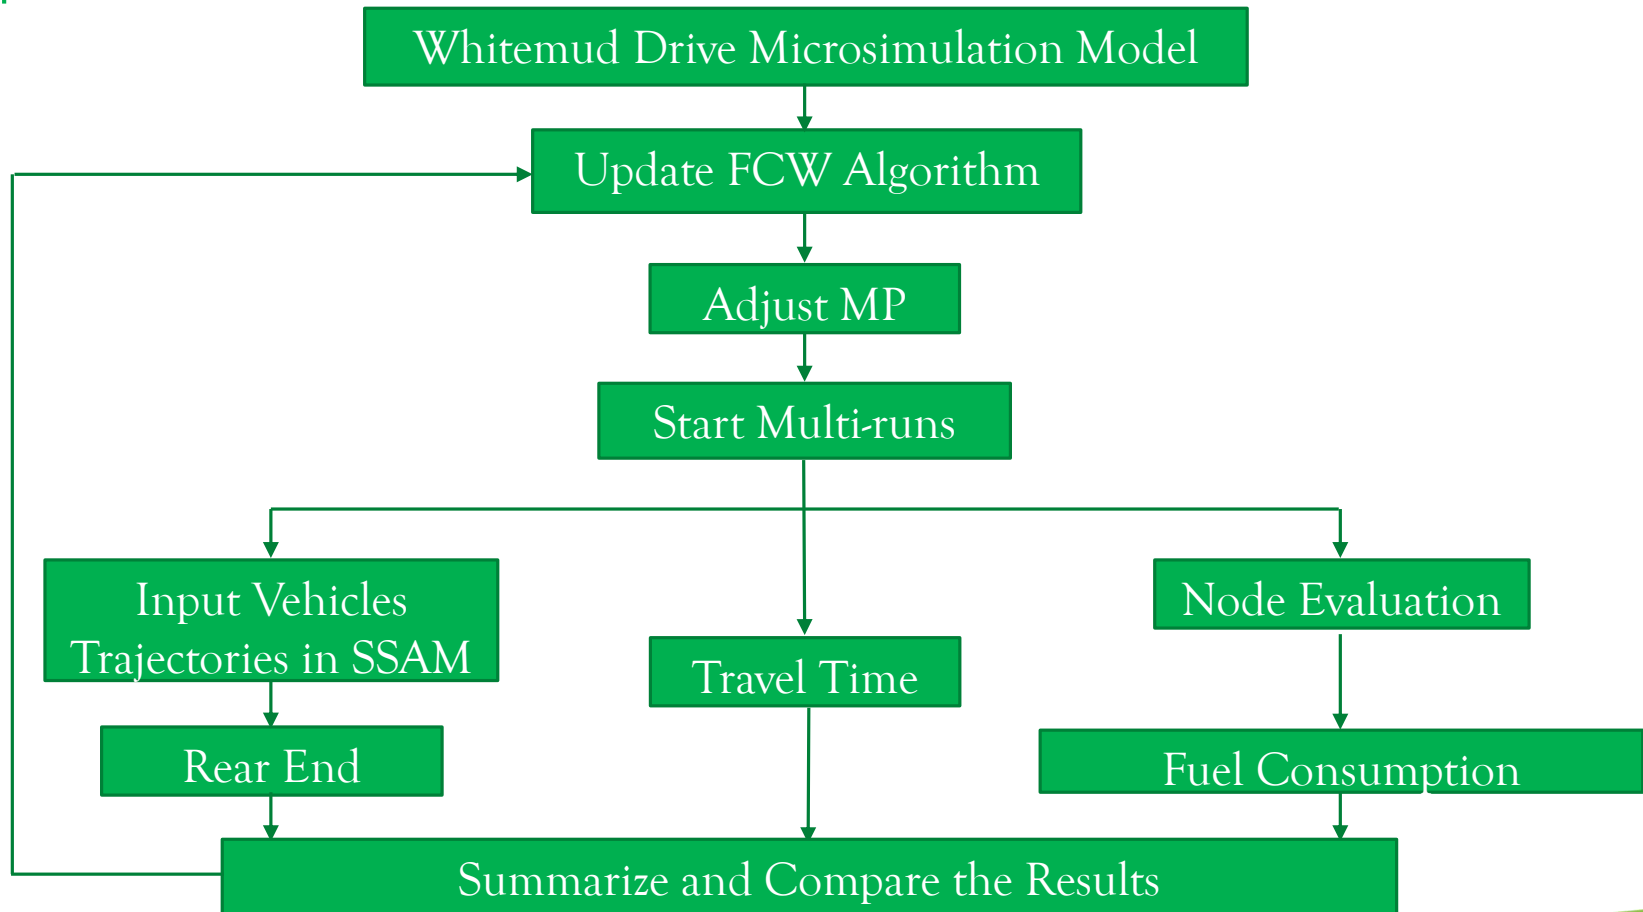 Whitemud Drive Microsimulation Model
Update FCW Algorithm
Adjust MP
Start Multi-runs
Input Vehicles
Trajectories in SSAM
Rear End
Travel Time
Node Evaluation
Fuel Consumption
Summarize and Compare the Results